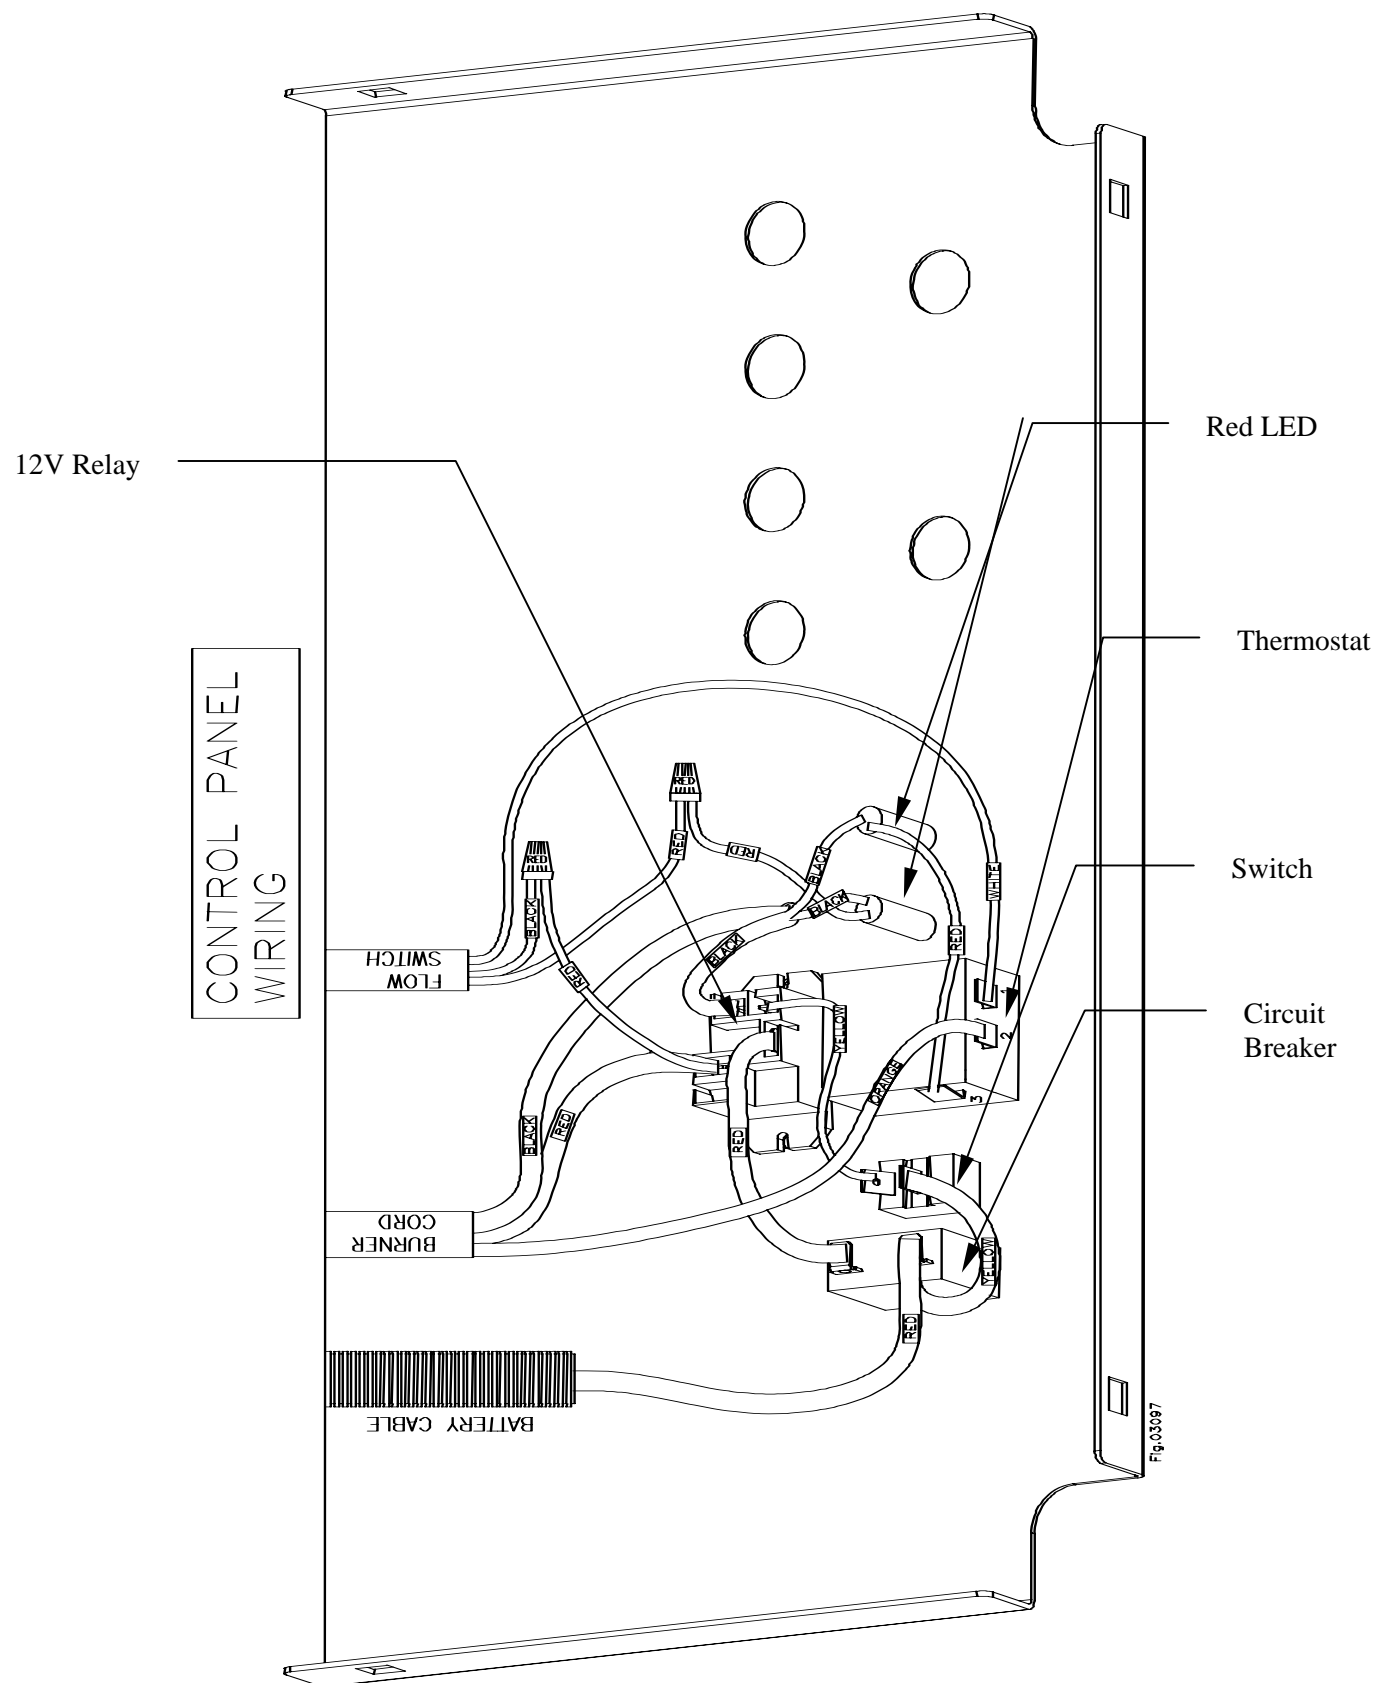 Red LED
12V Relay
Thermostat
CONTROL PANEL
WIRING
RED
RED
RED
RED
BLACK
BLACK
BLACK
WHITE
Switch
RED
BLACK
RED
FLOW
SWITCH
1
2
3
YELLOW
Circuit
Breaker
ORANGE
BLACK
RED
RED
BURNER
CORD
YELLOW
RED
BATTERY CABLE
Fig.03097